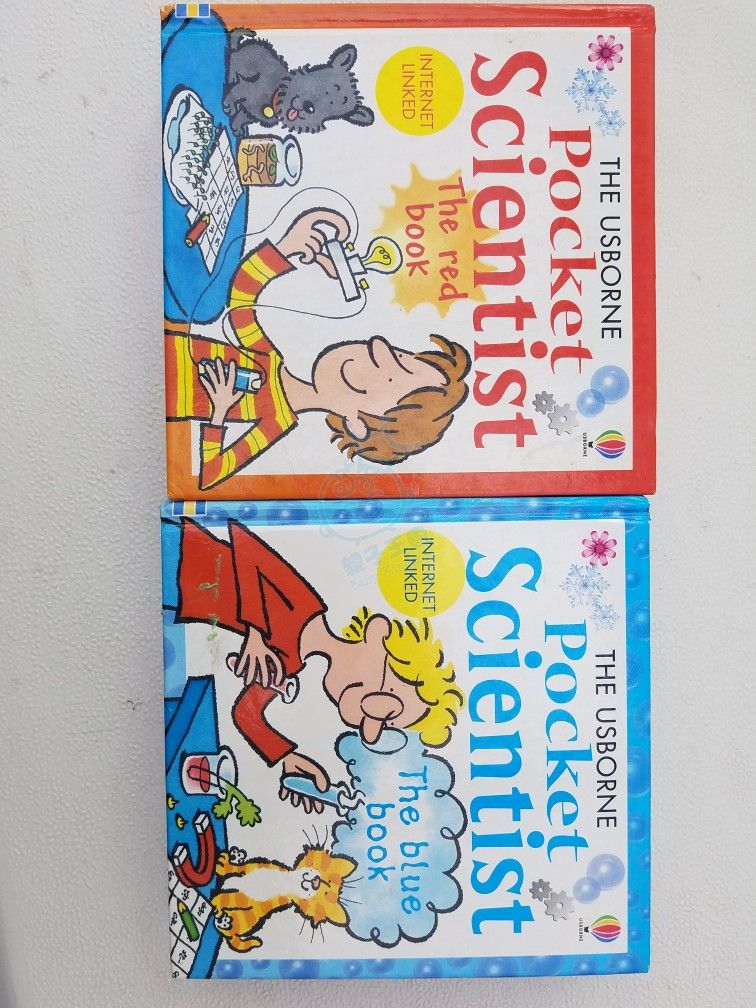 THE USBORNE
Pocket
Scientist
INTERNET
LINKED
The red
book
USBORNE
THE USBORNE
Pocket
Scientist
INTERNET
LINKED
The blue
book
USBORNE